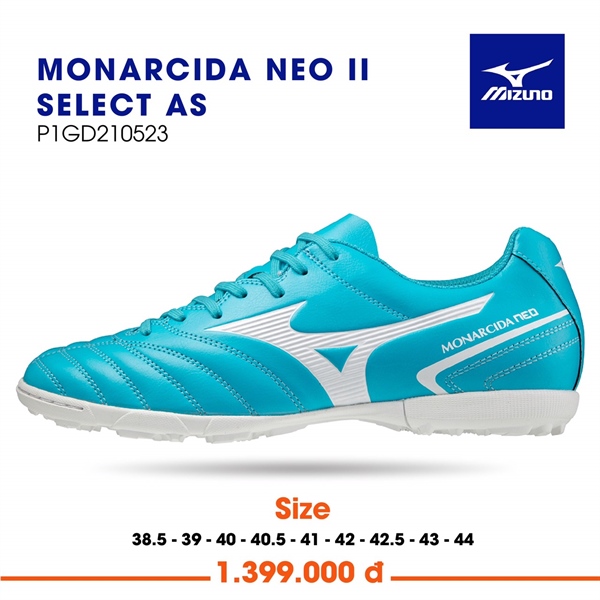 MONARCIDA NEO II
SELECT AS
P1GD210523
MIZUNO
MONARCIDA NEO
Size
38.5 - 39 - 40 - 40.5 - 41 - 42 - 42.5 - 43 - 44
1.399.000 đ